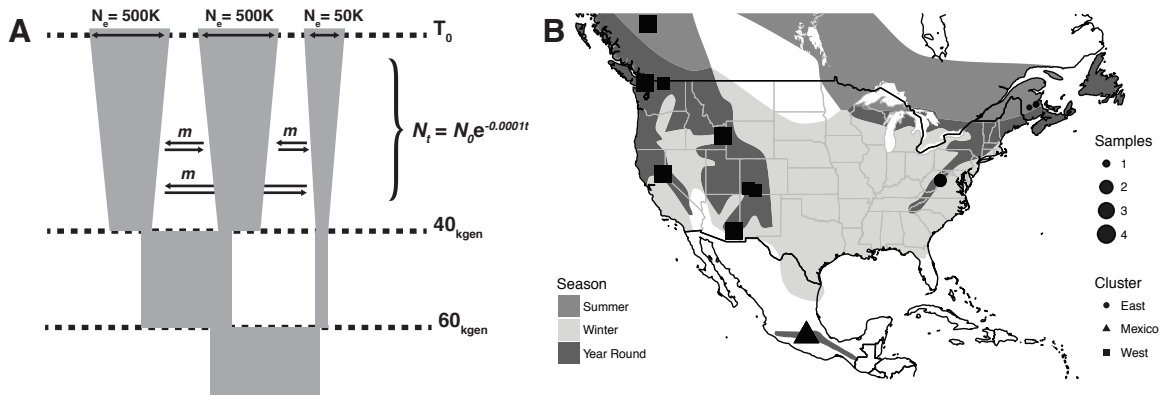 A
Ne = 500K
Ne = 500K
Ne = 50K
T0
m
m
m
Nt = N0e-0.0001t
40kgen
60kgen
B
Samples
1
2
3
4
Season
Summer
Winter
Year Round
Cluster
East
Mexico
West